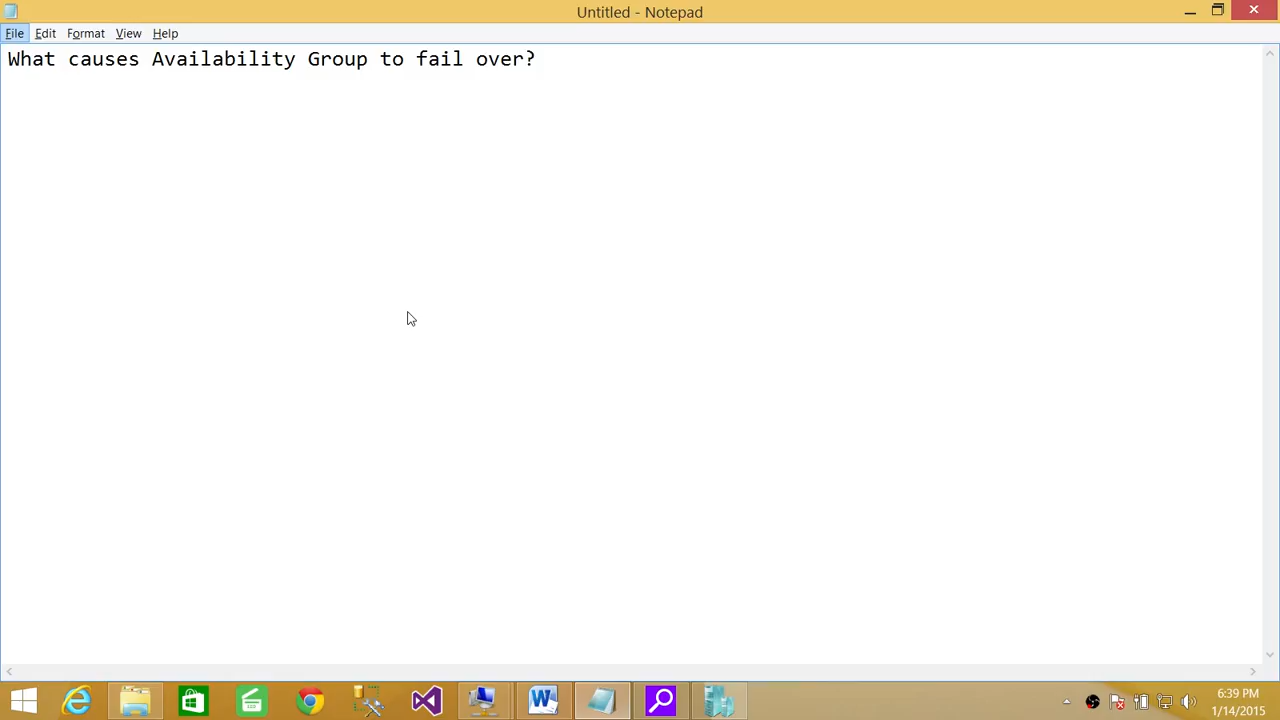 Untitled - Notepad
File Edit Format View Help
What causes Availability Group to fail over?
6:39 PM
1/14/2015